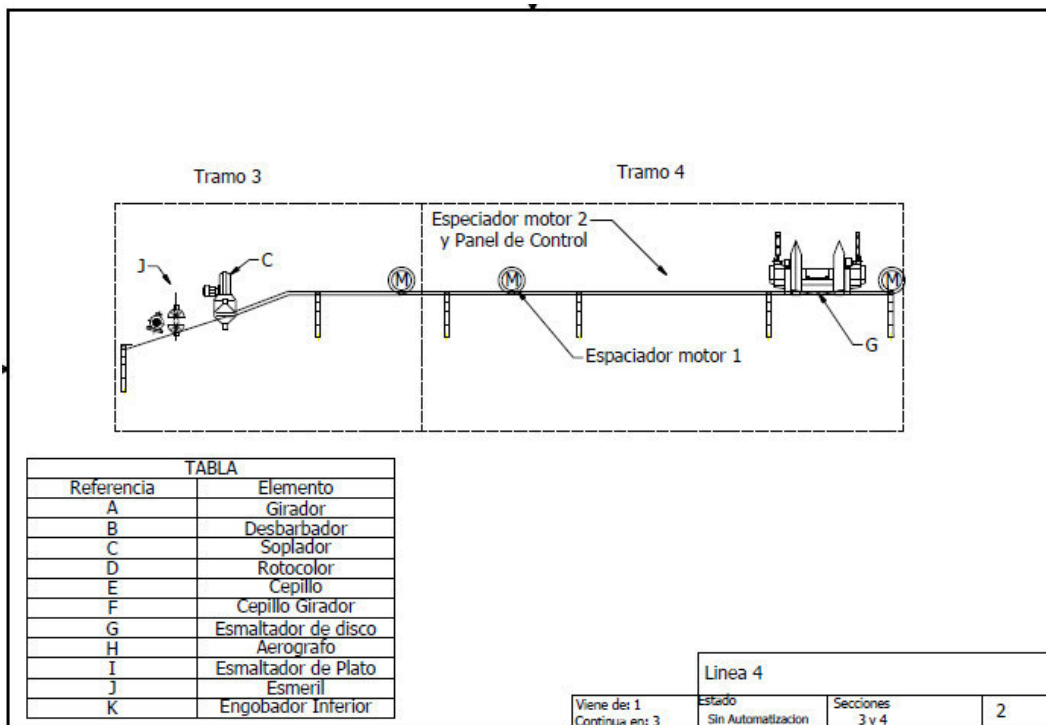 Tramo 3
Tramo 4
Especiador motor 2
y Panel de Control
J
C
M
M
M
Espaciador motor 1
G
TABLA
Referencia Elemento
A Girador
B Desbarbador
C Soplador
D Rotocolor
E Cepillo
F Cepillo Girador
G Esmaltador de disco
H Aerografo
I Esmaltador de Plato
J Esmeril
K Engobador Inferior
Linea 4
Viene de: 1
Continua en: 3
Estado
Sin Automatizacion
Secciones
3 y 4
2